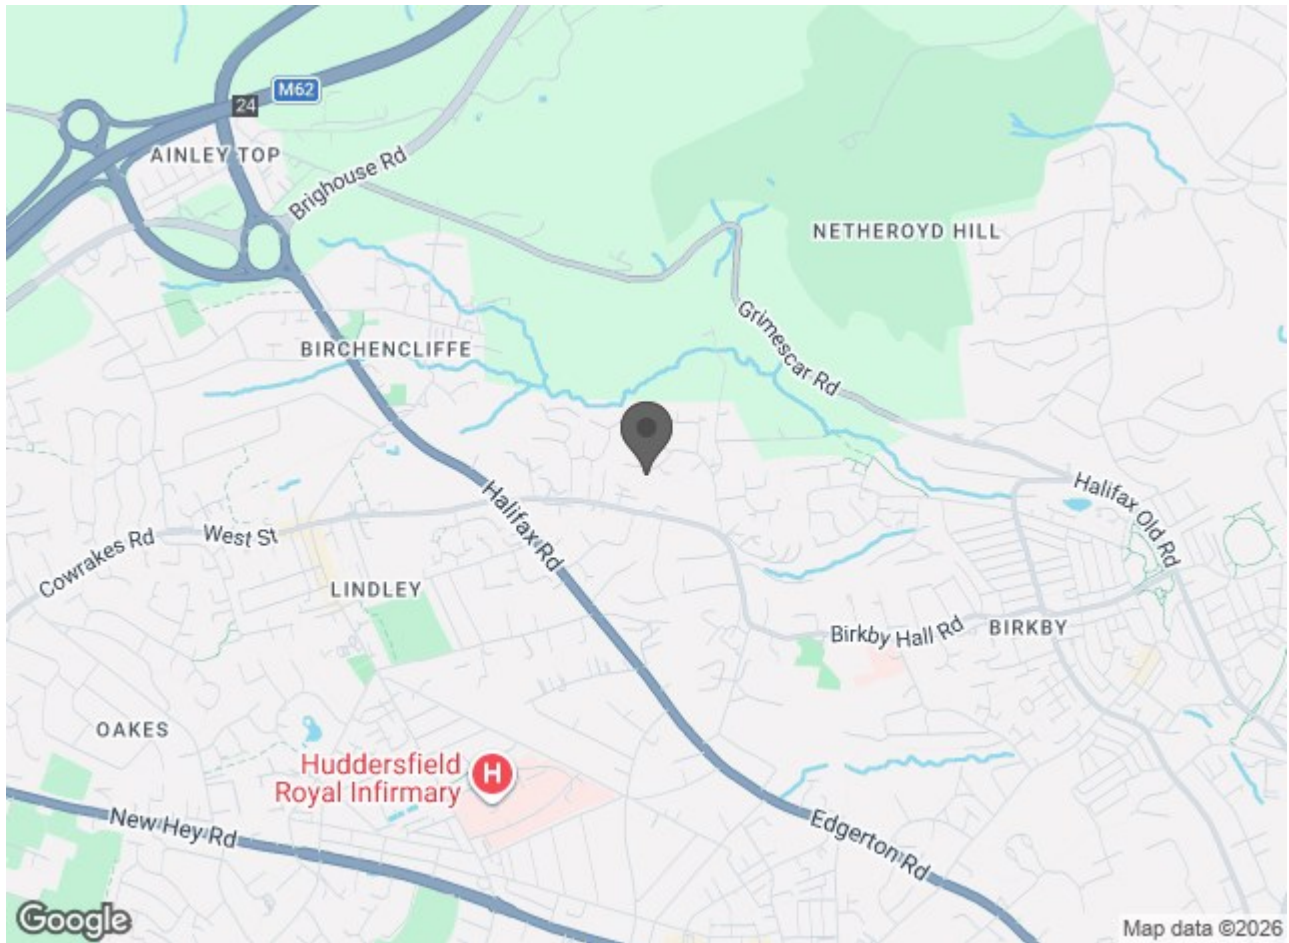 M62
24
AINLEY TOP
Brighouse Rd
NETHEROYD HILL
Grimescar Rd
BIRCHENCLIFFE
Halifax Old Rd
Halifax Rd
West St
Cowrakes Rd
LINDLEY
Birkby Hall Rd
BIRKBY
OAKES
Huddersfield
Royal Infirmary
H
New Hey Rd
Edgerton Rd
Google
Map data ©2026